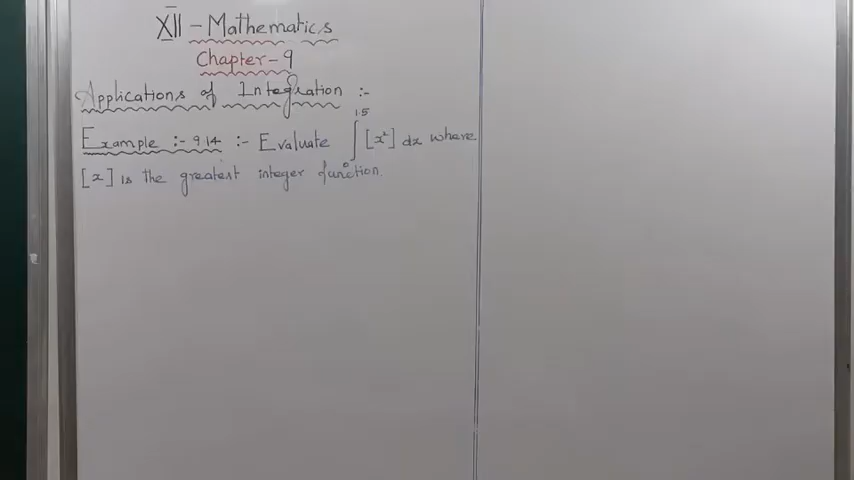 XII - Mathematics
Chapter - 9
Applications of Integration :-
Example :- 9.14 :- Evaluate ∫₀^1.5 [x²] dx where
[x] is the greatest integer function.